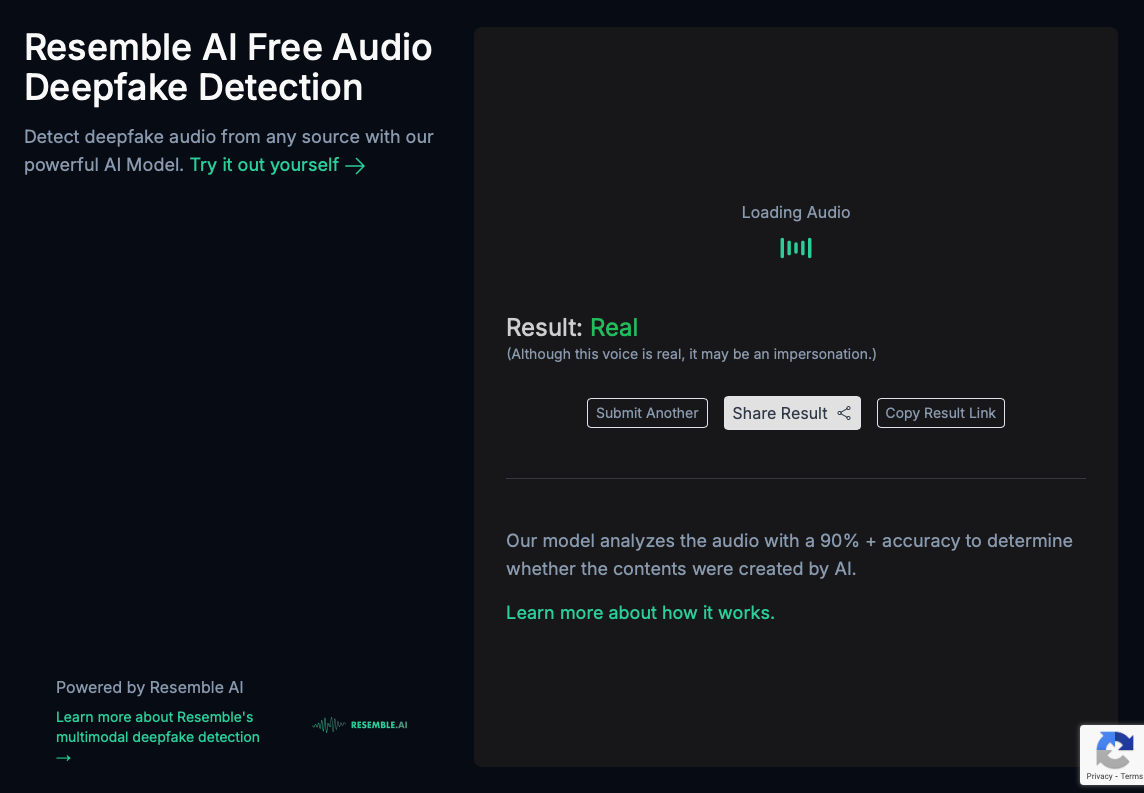 Resemble AI Free Audio
Deepfake Detection
Detect deepfake audio from any source with our
powerful AI Model. Try it out yourself →
Loading Audio
Result: Real
(Although this voice is real, it may be an impersonation.)
Submit Another
Share Result
Copy Result Link
Our model analyzes the audio with a 90% + accuracy to determine
whether the contents were created by AI.
Learn more about how it works.
Powered by Resemble AI
Learn more about Resemble's
multimodal deepfake detection
→
RESEMBLE.AI
Privacy - Terms